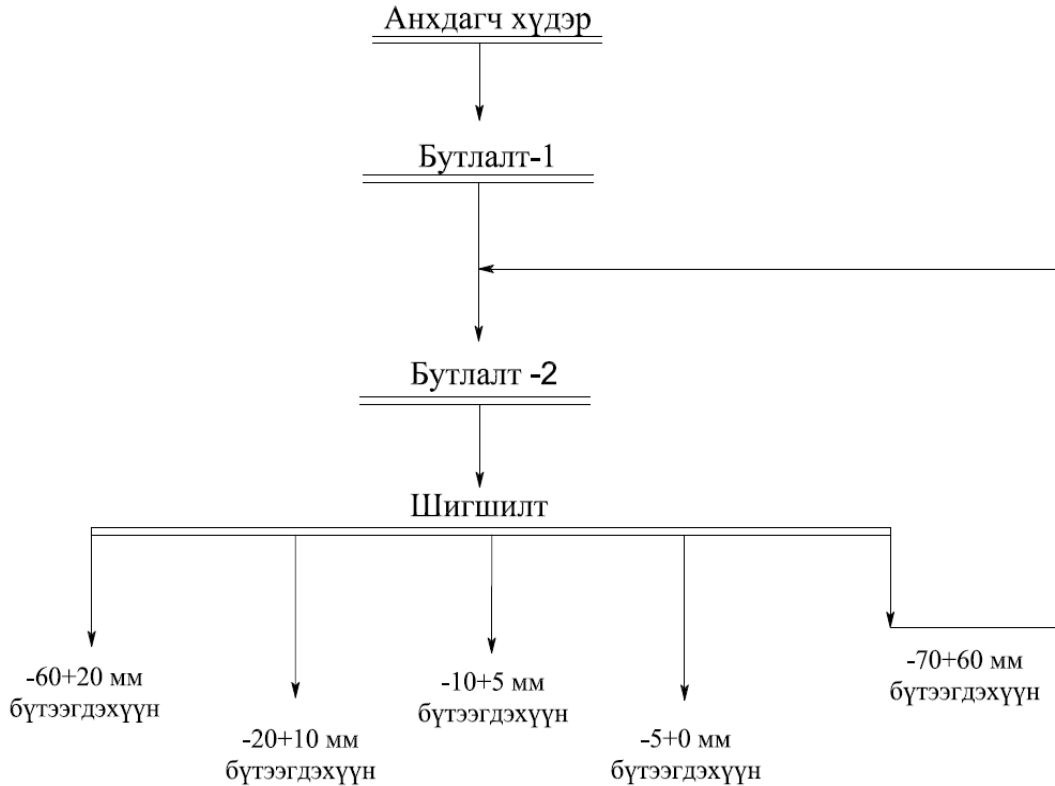 Анхдагч хүдэр
Бутлалт-1
Бутлалт -2
Шигшилт
-60+20 мм
бүтээгдэхүүн
-20+10 мм
бүтээгдэхүүн
-10+5 мм
бүтээгдэхүүн
-5+0 мм
бүтээгдэхүүн
-70+60 мм
бүтээгдэхүүн